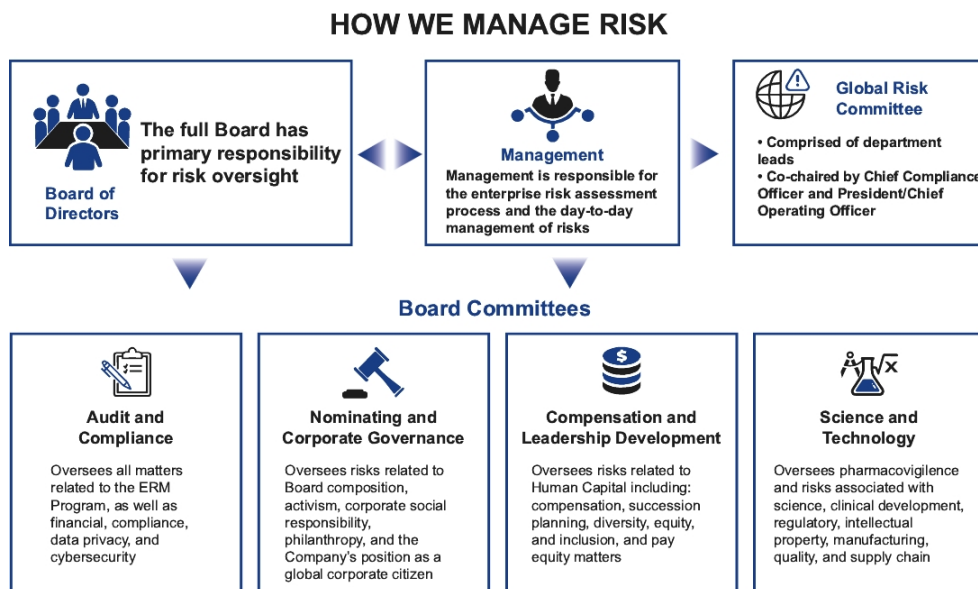 HOW WE MANAGE RISK
The full Board has
primary responsibility
for risk oversight
Board of
Directors
Management
Management is responsible for
the enterprise risk assessment
process and the day-to-day
management of risks
Global Risk
Committee
• Comprised of department
leads
• Co-chaired by Chief Compliance
Officer and President/Chief
Operating Officer
Board Committees
Audit and
Compliance
Oversees all matters
related to the ERM
Program, as well as
financial, compliance,
data privacy, and
cybersecurity
Nominating and
Corporate Governance
Oversees risks related to
Board composition,
activism, corporate social
responsibility,
philanthropy, and the
Company's position as a
global corporate citizen
$
Compensation and
Leadership Development
Oversees risks related to
Human Capital including:
compensation, succession
planning, diversity, equity,
and inclusion, and pay
equity matters
√x
Science and
Technology
Oversees pharmacovigilence
and risks associated with
science, clinical development,
regulatory, intellectual
property, manufacturing,
quality, and supply chain